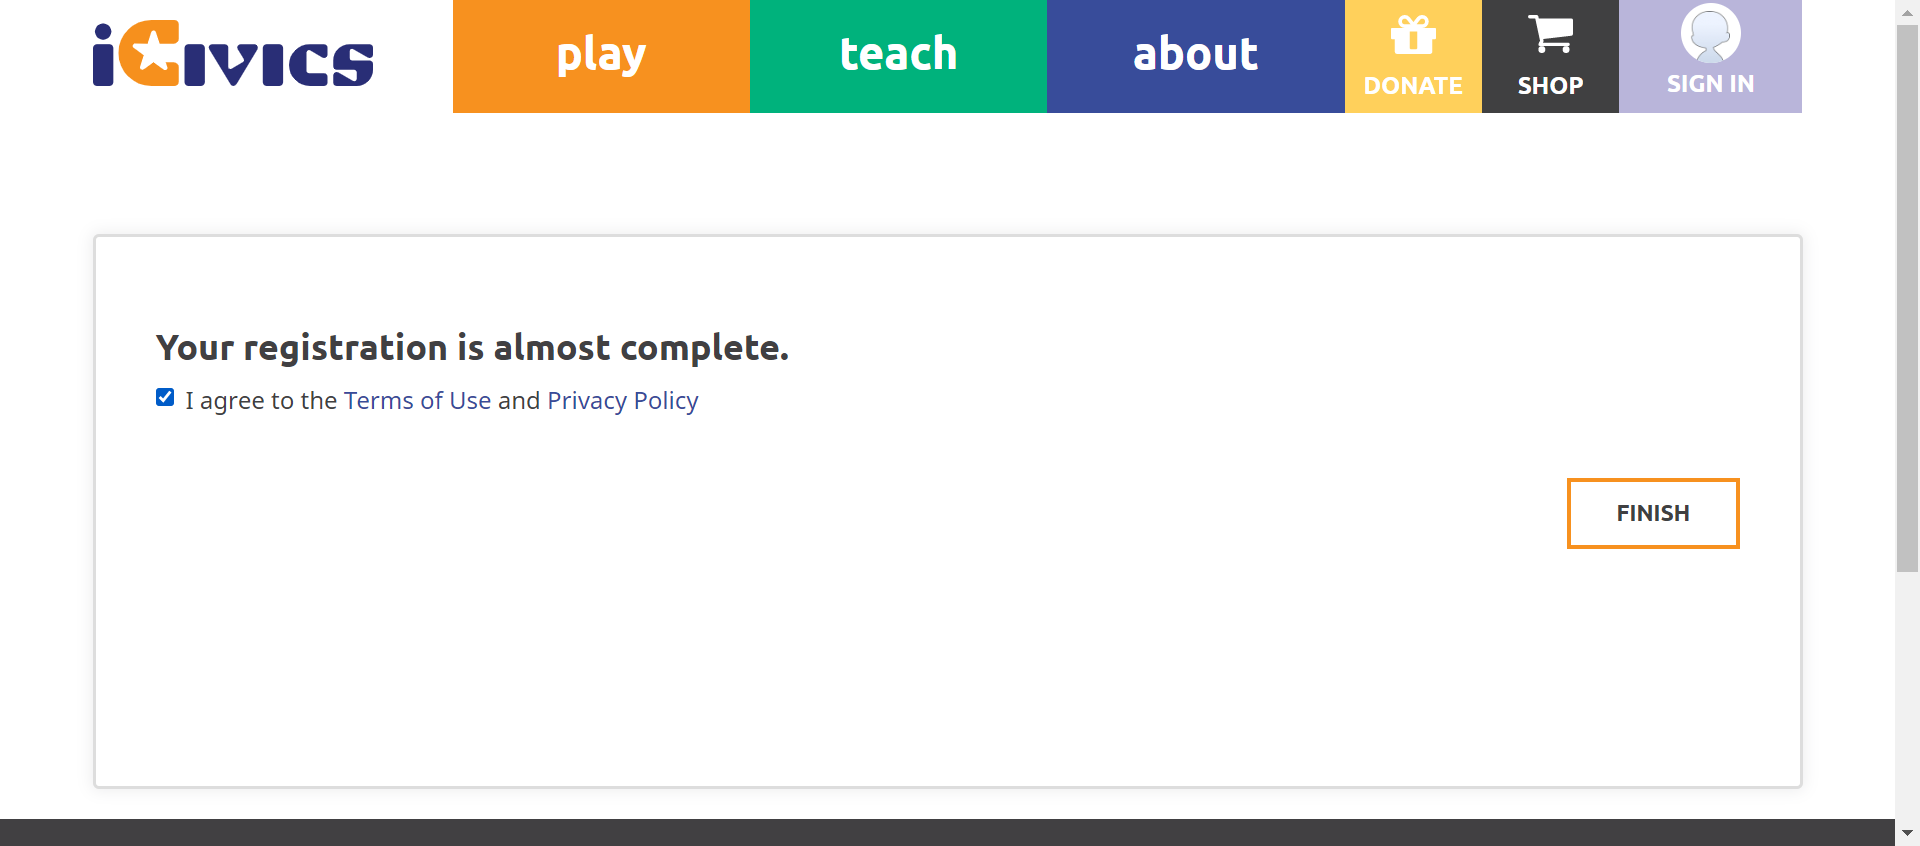 iCivics
play
teach
about
DONATE
SHOP
SIGN IN
Your registration is almost complete.
I agree to the Terms of Use and Privacy Policy
FINISH